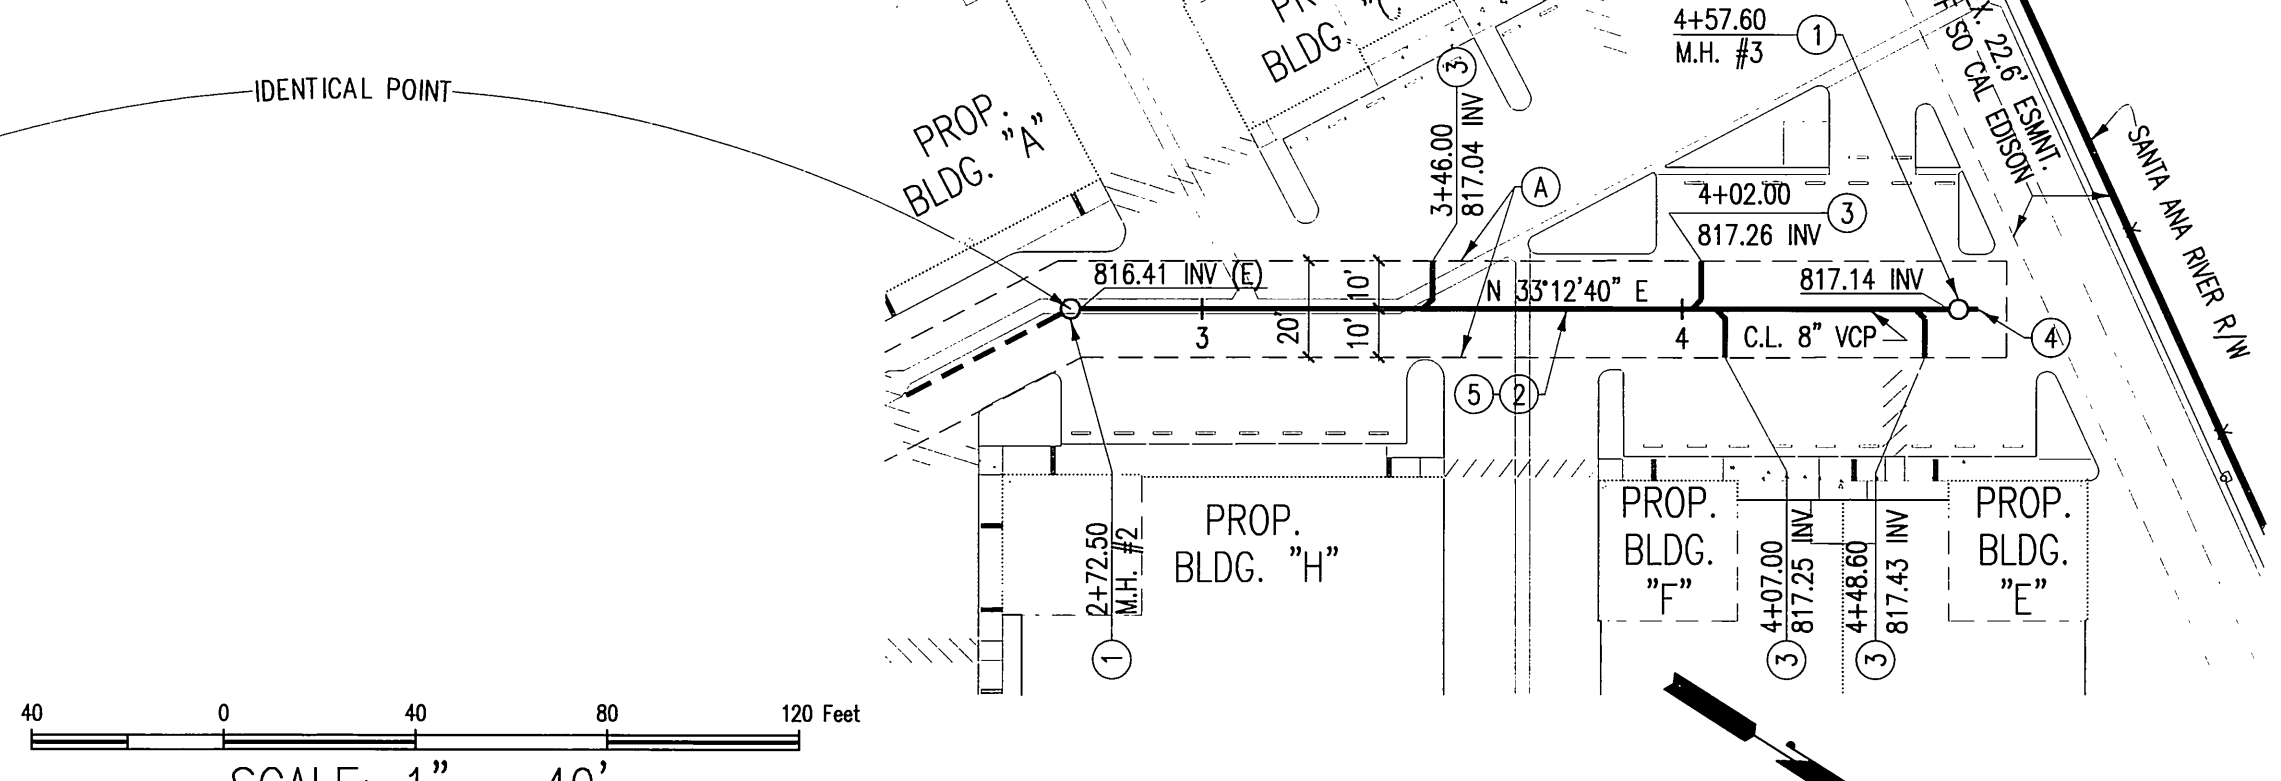 IDENTICAL POINT
PROP.
BLDG. "A"
BLDG. "C"
3
3+46.00
817.04 INV
4+57.60
M.H. #3
1
EX. 22.6' ESMNT.
SO CAL EDISON
SANTA ANA RIVER R/W
A
4+02.00
3
817.26 INV
816.41 INV (E)
10'
20'
10'
N 33°12'40" E
817.14 INV
3
4
C.L. 8" VCP
4
5
2
2+72.50
M.H. #2
1
PROP.
BLDG. "H"
PROP.
BLDG.
"F"
4+07.00
817.25 INV
3
4+48.60
817.43 INV
3
PROP.
BLDG.
"E"
40 0 40 80 120 Feet
SCALE: 1" 40'